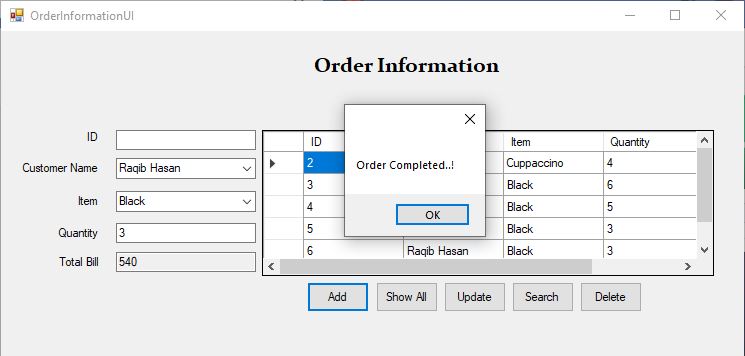 OrderInformationUI
Order Information
ID
Customer Name Raqib Hasan
Item Black
Quantity 3
Total Bill 540
ID Item Quantity
2 Cuppaccino 4
3 Black 6
4 Black 5
5 Black 3
6 Raqib Hasan Black 3
Order Completed..!
OK
Add Show All Update Search Delete